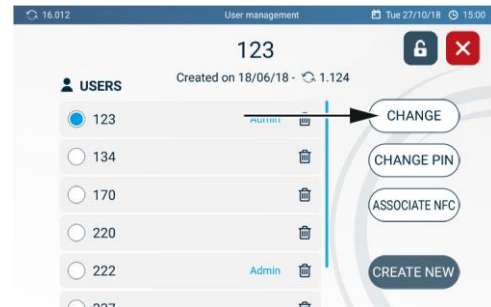 16.012 User management Tue 27/10/18 15:00
123
Created on 18/06/18 - 1.124
USERS
123 Admin
CHANGE
134
CHANGE PIN
170
ASSOCIATE NFC
220
222 Admin
CREATE NEW
227